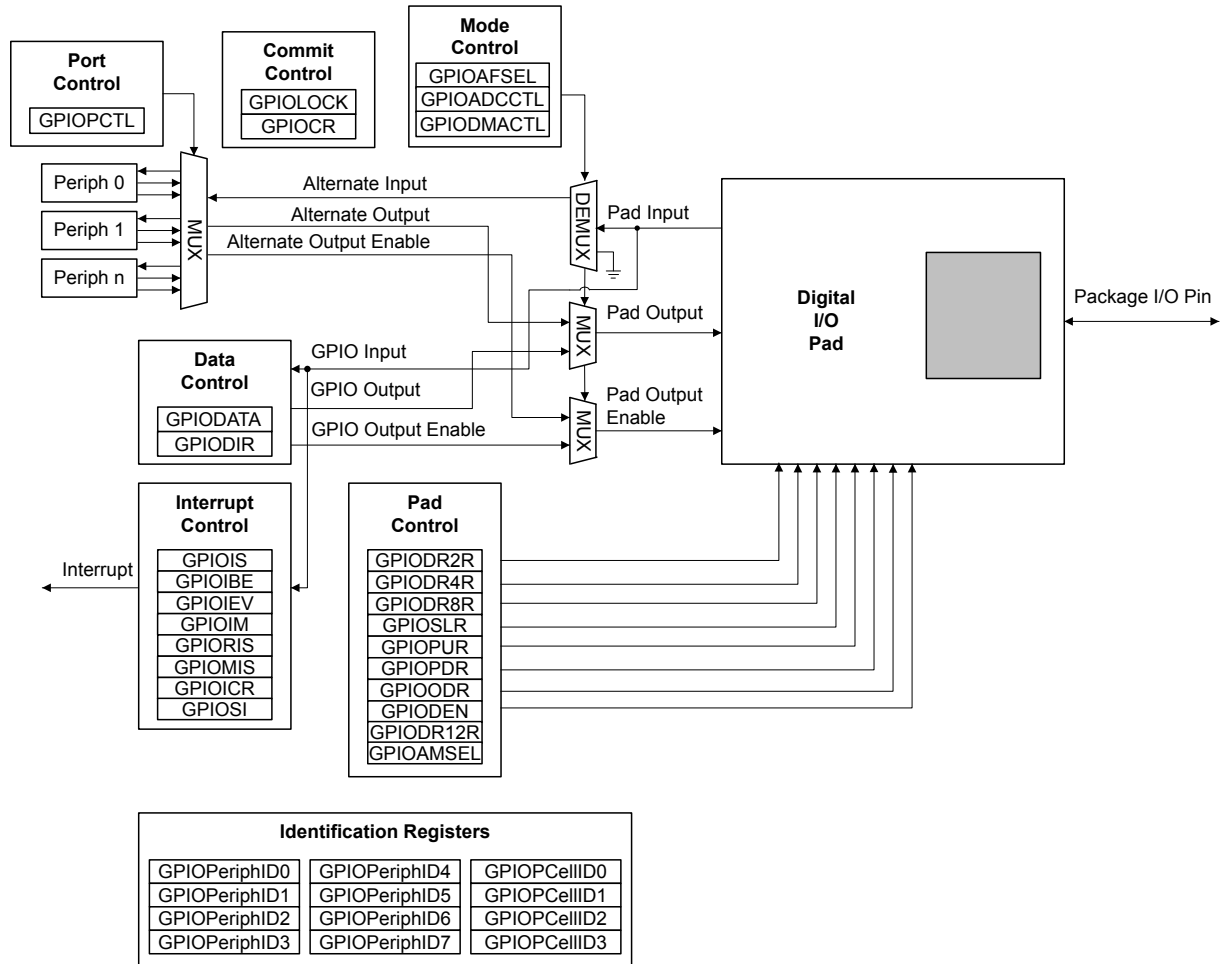 Port
Control
GPIOPCTL
Commit
Control
GPIOLOCK
GPIOCR
Mode
Control
GPIOAFSEL
GPIOADCCTL
GPIODMACTL
Periph 0
Periph 1
Periph n
MUX
Alternate Input
Alternate Output
Alternate Output Enable
DEMUX
Pad Input
MUX
Pad Output
MUX
Pad Output
Enable
Digital
I/O
Pad
Package I/O Pin
Data
Control
GPIODATA
GPIODIR
GPIO Input
GPIO Output
GPIO Output Enable
Interrupt
Control
GPIOIS
GPIOIBE
GPIOIEV
GPIOIM
GPIORIS
GPIOMIS
GPIOICR
GPIOSI
Interrupt
Pad
Control
GPIODR2R
GPIODR4R
GPIODR8R
GPIOSLR
GPIOPUR
GPIOPDR
GPIOODR
GPIODEN
GPIODR12R
GPIOAMSEL
Identification Registers
GPIOPeriphID0
GPIOPeriphID1
GPIOPeriphID2
GPIOPeriphID3
GPIOPeriphID4
GPIOPeriphID5
GPIOPeriphID6
GPIOPeriphID7
GPIOPCellID0
GPIOPCellID1
GPIOPCellID2
GPIOPCellID3